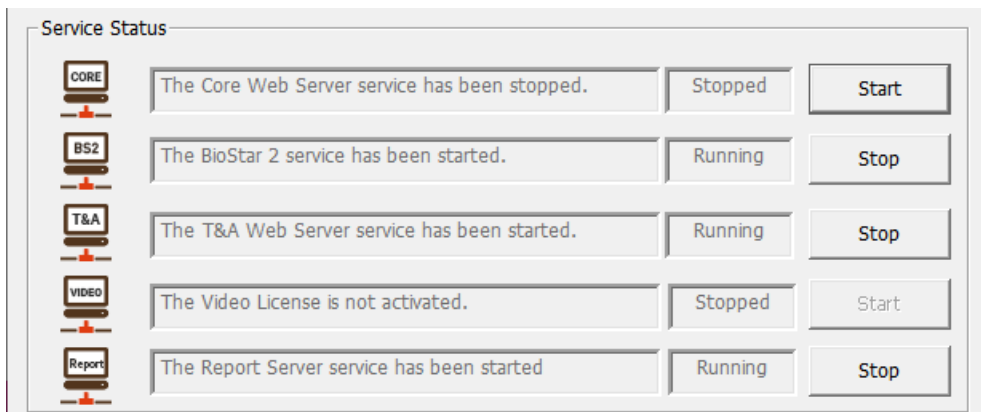 Service Status
CORE
The Core Web Server service has been stopped. Stopped Start
BS2
The BioStar 2 service has been started. Running Stop
T&A
The T&A Web Server service has been started. Running Stop
VIDEO
The Video License is not activated. Stopped Start
Report
The Report Server service has been started Running Stop